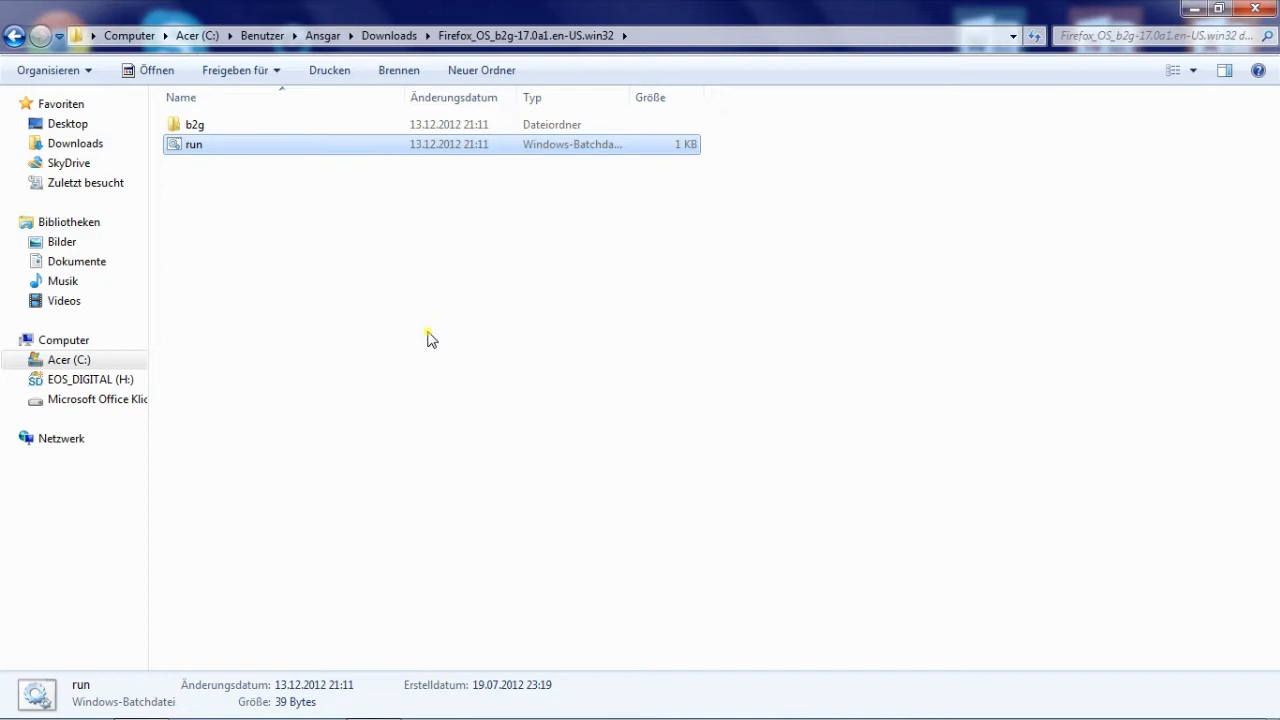 Computer Acer (C:) Benutzer Ansgar Downloads Firefox_OS_b2g-17.0a1.en-US.win32
Firefox_OS_b2g-17.0a1.en-US.win32 d...
Organisieren Öffnen Freigeben für Drucken Brennen Neuer Ordner
Name Änderungsdatum Typ Größe
b2g 13.12.2012 21:11 Dateiordner
run 13.12.2012 21:11 Windows-Batchda... 1 KB
Favoriten
Desktop
Downloads
SkyDrive
Zuletzt besucht
Bibliotheken
Bilder
Dokumente
Musik
Videos
Computer
Acer (C:)
EOS_DIGITAL (H:)
Microsoft Office Klic
Netzwerk
run Änderungsdatum: 13.12.2012 21:11 Erstelldatum: 19.07.2012 23:19
Windows-Batchdatei Größe: 39 Bytes